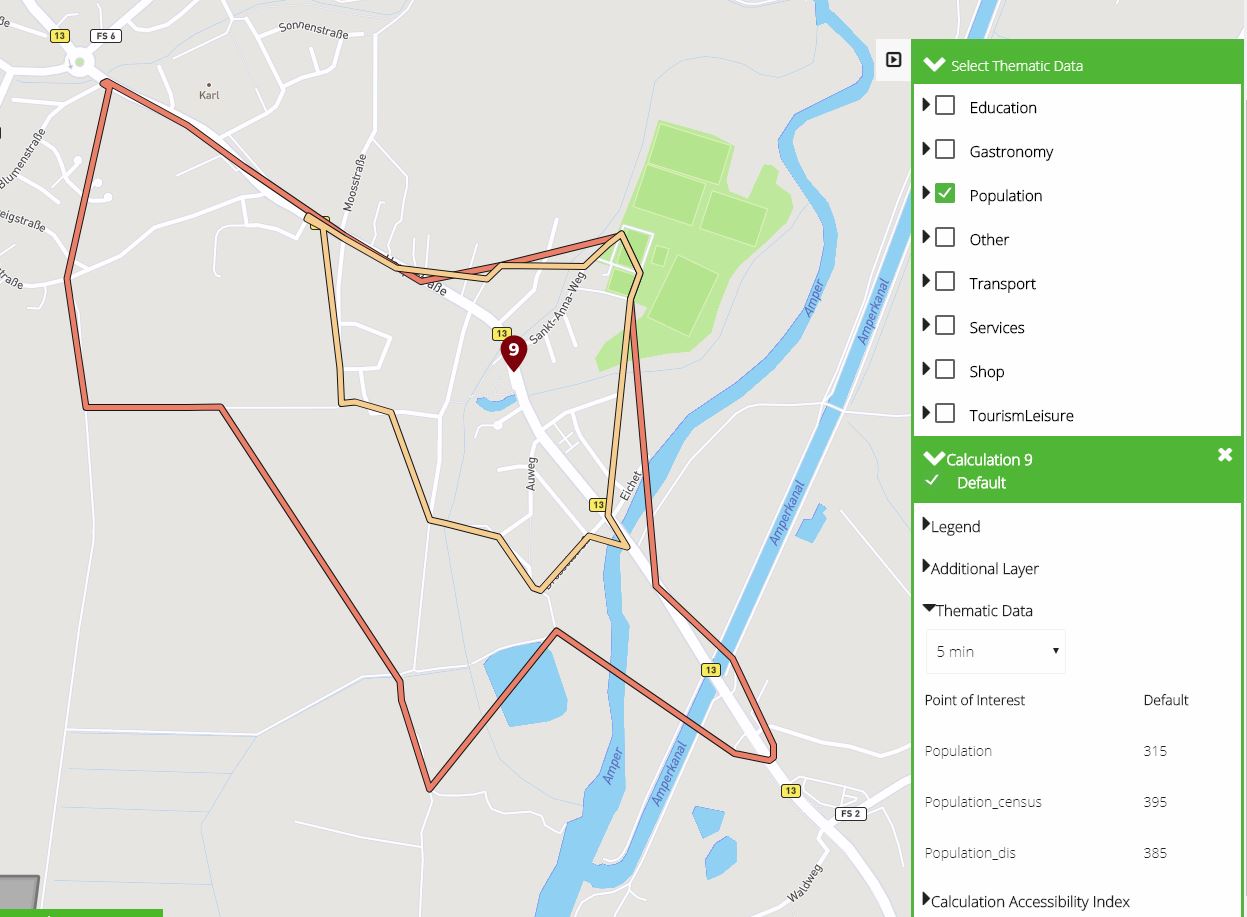 13
FS 6
Sonnenstraße
Karl
Blumenstraße
eigstraße
raße
Moosstraße
aße
13
Sankt-Anna-Weg
9
Amper
Amperkanal
Auweg
Eichet
13
Amperkanal
13
Amper
Amperkanal
13
FS 2
Waldweg
Select Thematic Data
Education
Gastronomy
Population
Other
Transport
Services
Shop
TourismLeisure
Calculation 9
Default
Legend
Additional Layer
Thematic Data
5 min
Point of Interest Default
Population 315
Population_census 395
Population_dis 385
Calculation Accessibility Index